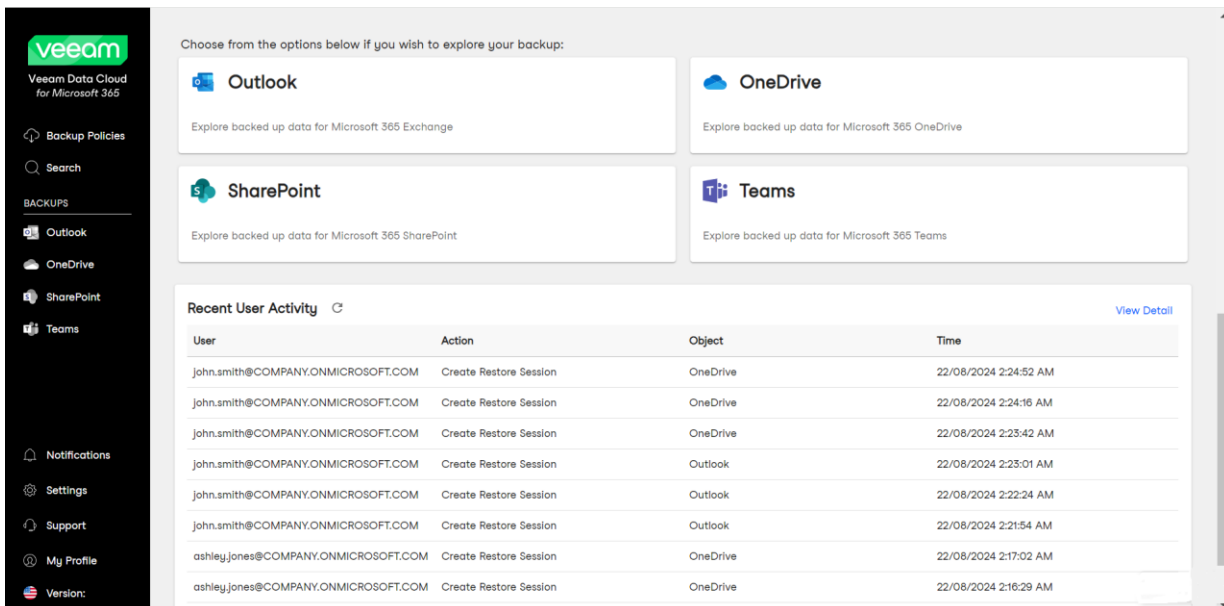 veeam
Veeam Data Cloud
for Microsoft 365
Backup Policies
Search
BACKUPS
Outlook
OneDrive
SharePoint
Teams
Notifications
Settings
Support
My Profile
Version:
Choose from the options below if you wish to explore your backup:
Outlook
Explore backed up data for Microsoft 365 Exchange
OneDrive
Explore backed up data for Microsoft 365 OneDrive
SharePoint
Explore backed up data for Microsoft 365 SharePoint
Teams
Explore backed up data for Microsoft 365 Teams
Recent User Activity
View Detail
User Action Object Time
john.smith@COMPANY.ONMICROSOFT.COM Create Restore Session OneDrive 22/08/2024 2:24:52 AM
john.smith@COMPANY.ONMICROSOFT.COM Create Restore Session OneDrive 22/08/2024 2:24:16 AM
john.smith@COMPANY.ONMICROSOFT.COM Create Restore Session OneDrive 22/08/2024 2:23:42 AM
john.smith@COMPANY.ONMICROSOFT.COM Create Restore Session Outlook 22/08/2024 2:23:01 AM
john.smith@COMPANY.ONMICROSOFT.COM Create Restore Session Outlook 22/08/2024 2:22:24 AM
john.smith@COMPANY.ONMICROSOFT.COM Create Restore Session Outlook 22/08/2024 2:21:54 AM
ashley.jones@COMPANY.ONMICROSOFT.COM Create Restore Session OneDrive 22/08/2024 2:17:02 AM
ashley.jones@COMPANY.ONMICROSOFT.COM Create Restore Session OneDrive 22/08/2024 2:16:29 AM